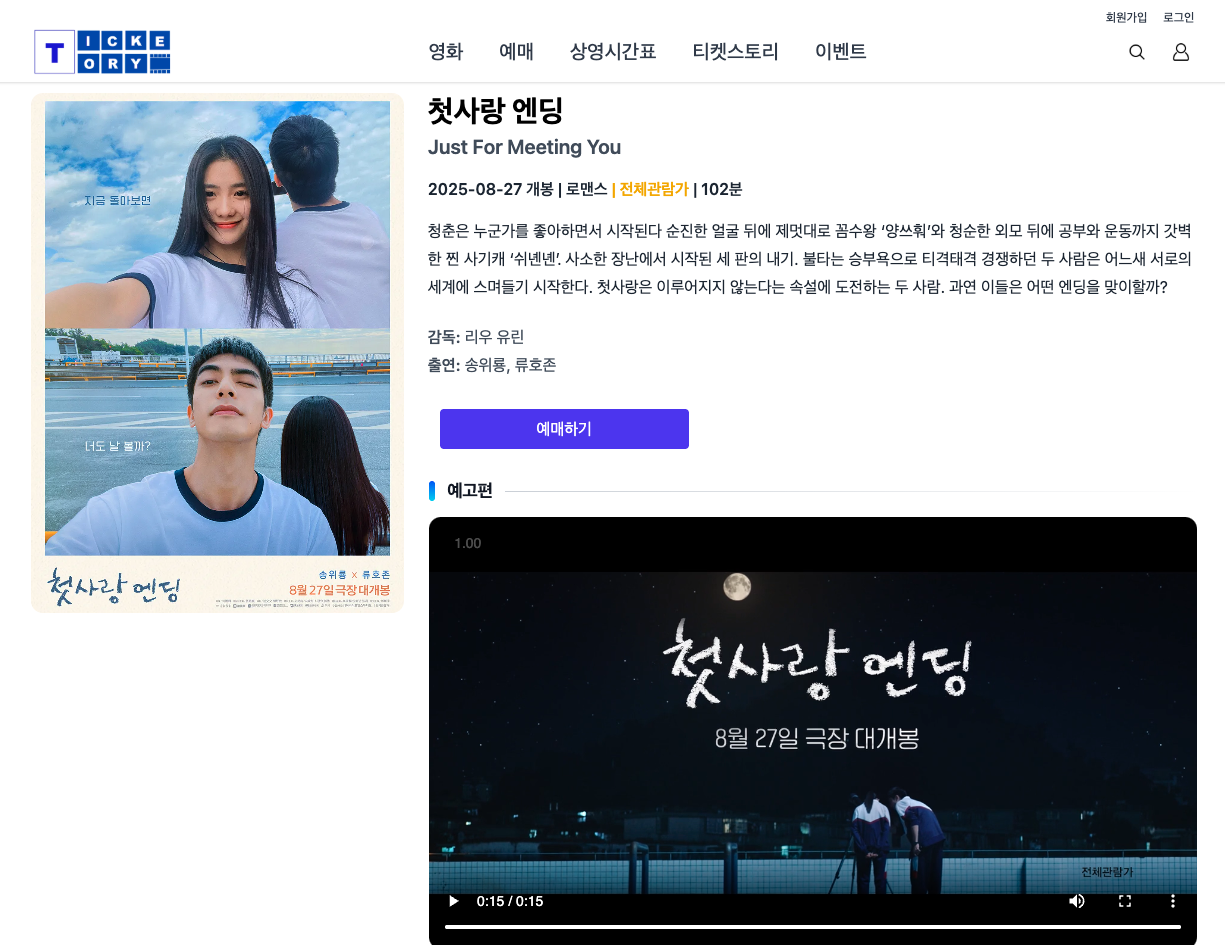 회원가입 로그인
TICKE
ORY
영화 예매 상영시간표 티켓스토리 이벤트
지금 돌아보면
너도 날 볼까?
첫사랑 엔딩
송위룡 X 류호존
8월 27일 극장 대개봉
첫사랑 엔딩
Just For Meeting You
2025-08-27 개봉 | 로맨스 | 전체관람가 | 102분
청춘은 누군가를 좋아하면서 시작된다 순진한 얼굴 뒤에 제멋대로 꼼수왕 ‘양쓰훠’와 청순한 외모 뒤에 공부와 운동까지 갓벽
한 찐 사기캐 ‘쉬녠녠’. 사소한 장난에서 시작된 세 판의 내기. 불타는 승부욕으로 티격태격 경쟁하던 두 사람은 어느새 서로의
세계에 스며들기 시작한다. 첫사랑은 이루어지지 않는다는 속설에 도전하는 두 사람. 과연 이들은 어떤 엔딩을 맞이할까?
감독: 리우 유린
출연: 송위룡, 류호존
예매하기
예고편
1.00
첫사랑 엔딩
8월 27일 극장 대개봉
전체관람가
0:15 / 0:15